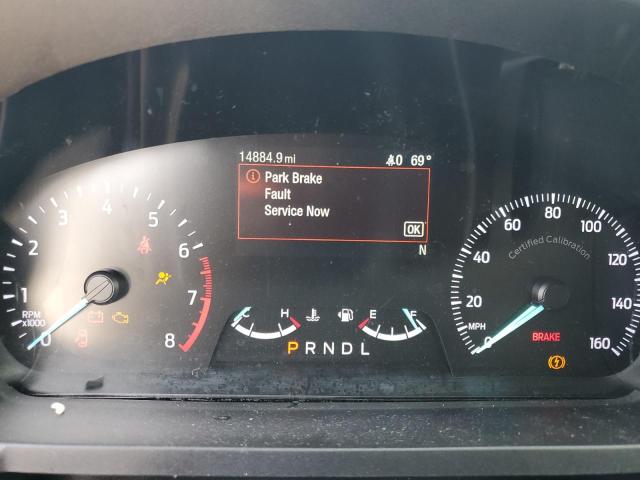 14884.9 mi
0 69°
Park Brake
Fault
Service Now
OK
N
0 1 2 3 4 5 6 7 8
RPM
x1000
C H
E F
P R N D L
0 20 40 60 80 100 120 140 160
Certified Calibration
MPH
BRAKE